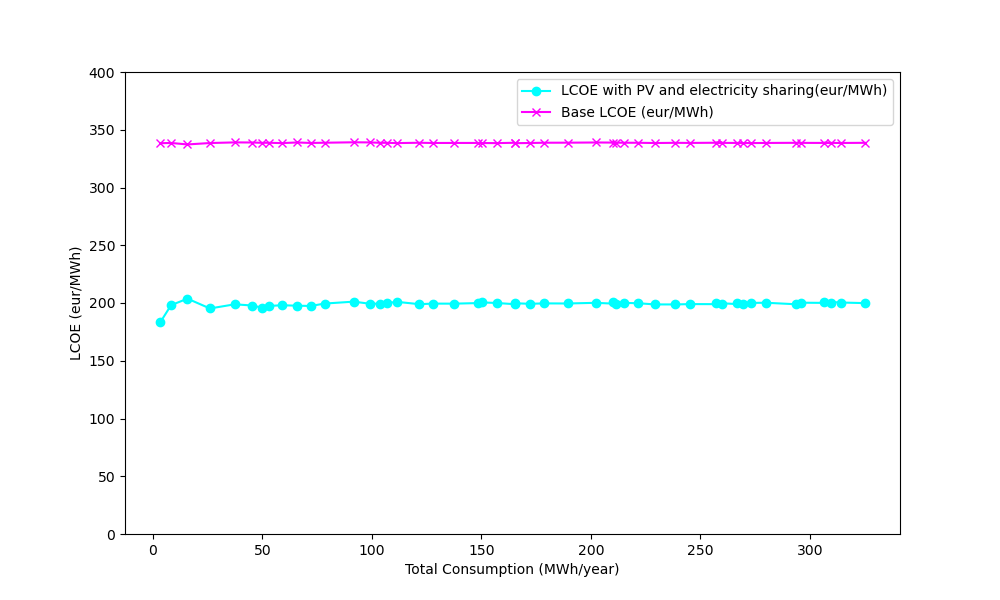 400
350
300
250
200
150
100
50
0
LCOE (eur/MWh)
LCOE with PV and electricity sharing(eur/MWh)
Base LCOE (eur/MWh)
0 50 100 150 200 250 300
Total Consumption (MWh/year)